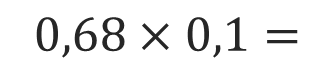 0,68 × 0,1 =